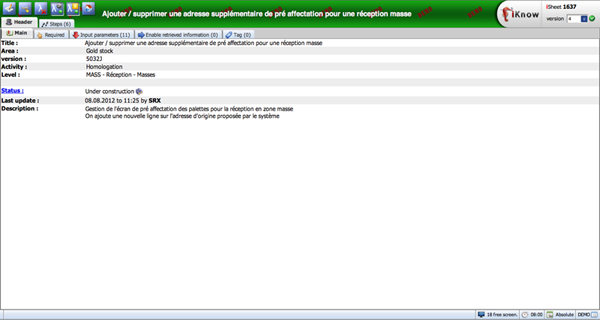 Ajouter / supprimer une adresse supplémentaire de pré affectation pour une réception masse
iKnow
iSheet 1637
version 4
Header
Steps (6)
Main
Required
Input parameters (11)
Enable retrieved information (0)
Tag (0)
Title : Ajouter / supprimer une adresse supplémentaire de pré affectation pour une réception masse
Area : Gold stock
version : 5032J
Activity : Homologation
Level : MASS - Réception - Masses
Status : Under construction
Last update : 08.08.2012 to 11:25 by SRX
Description : Gestion de l'écran de pré affectation des palettes pour la réception en zone masse
On ajoute une nouvelle ligne sur l'adresse d'origine proposée par le système
18 free screen.
08:00
Absolute
DEMO